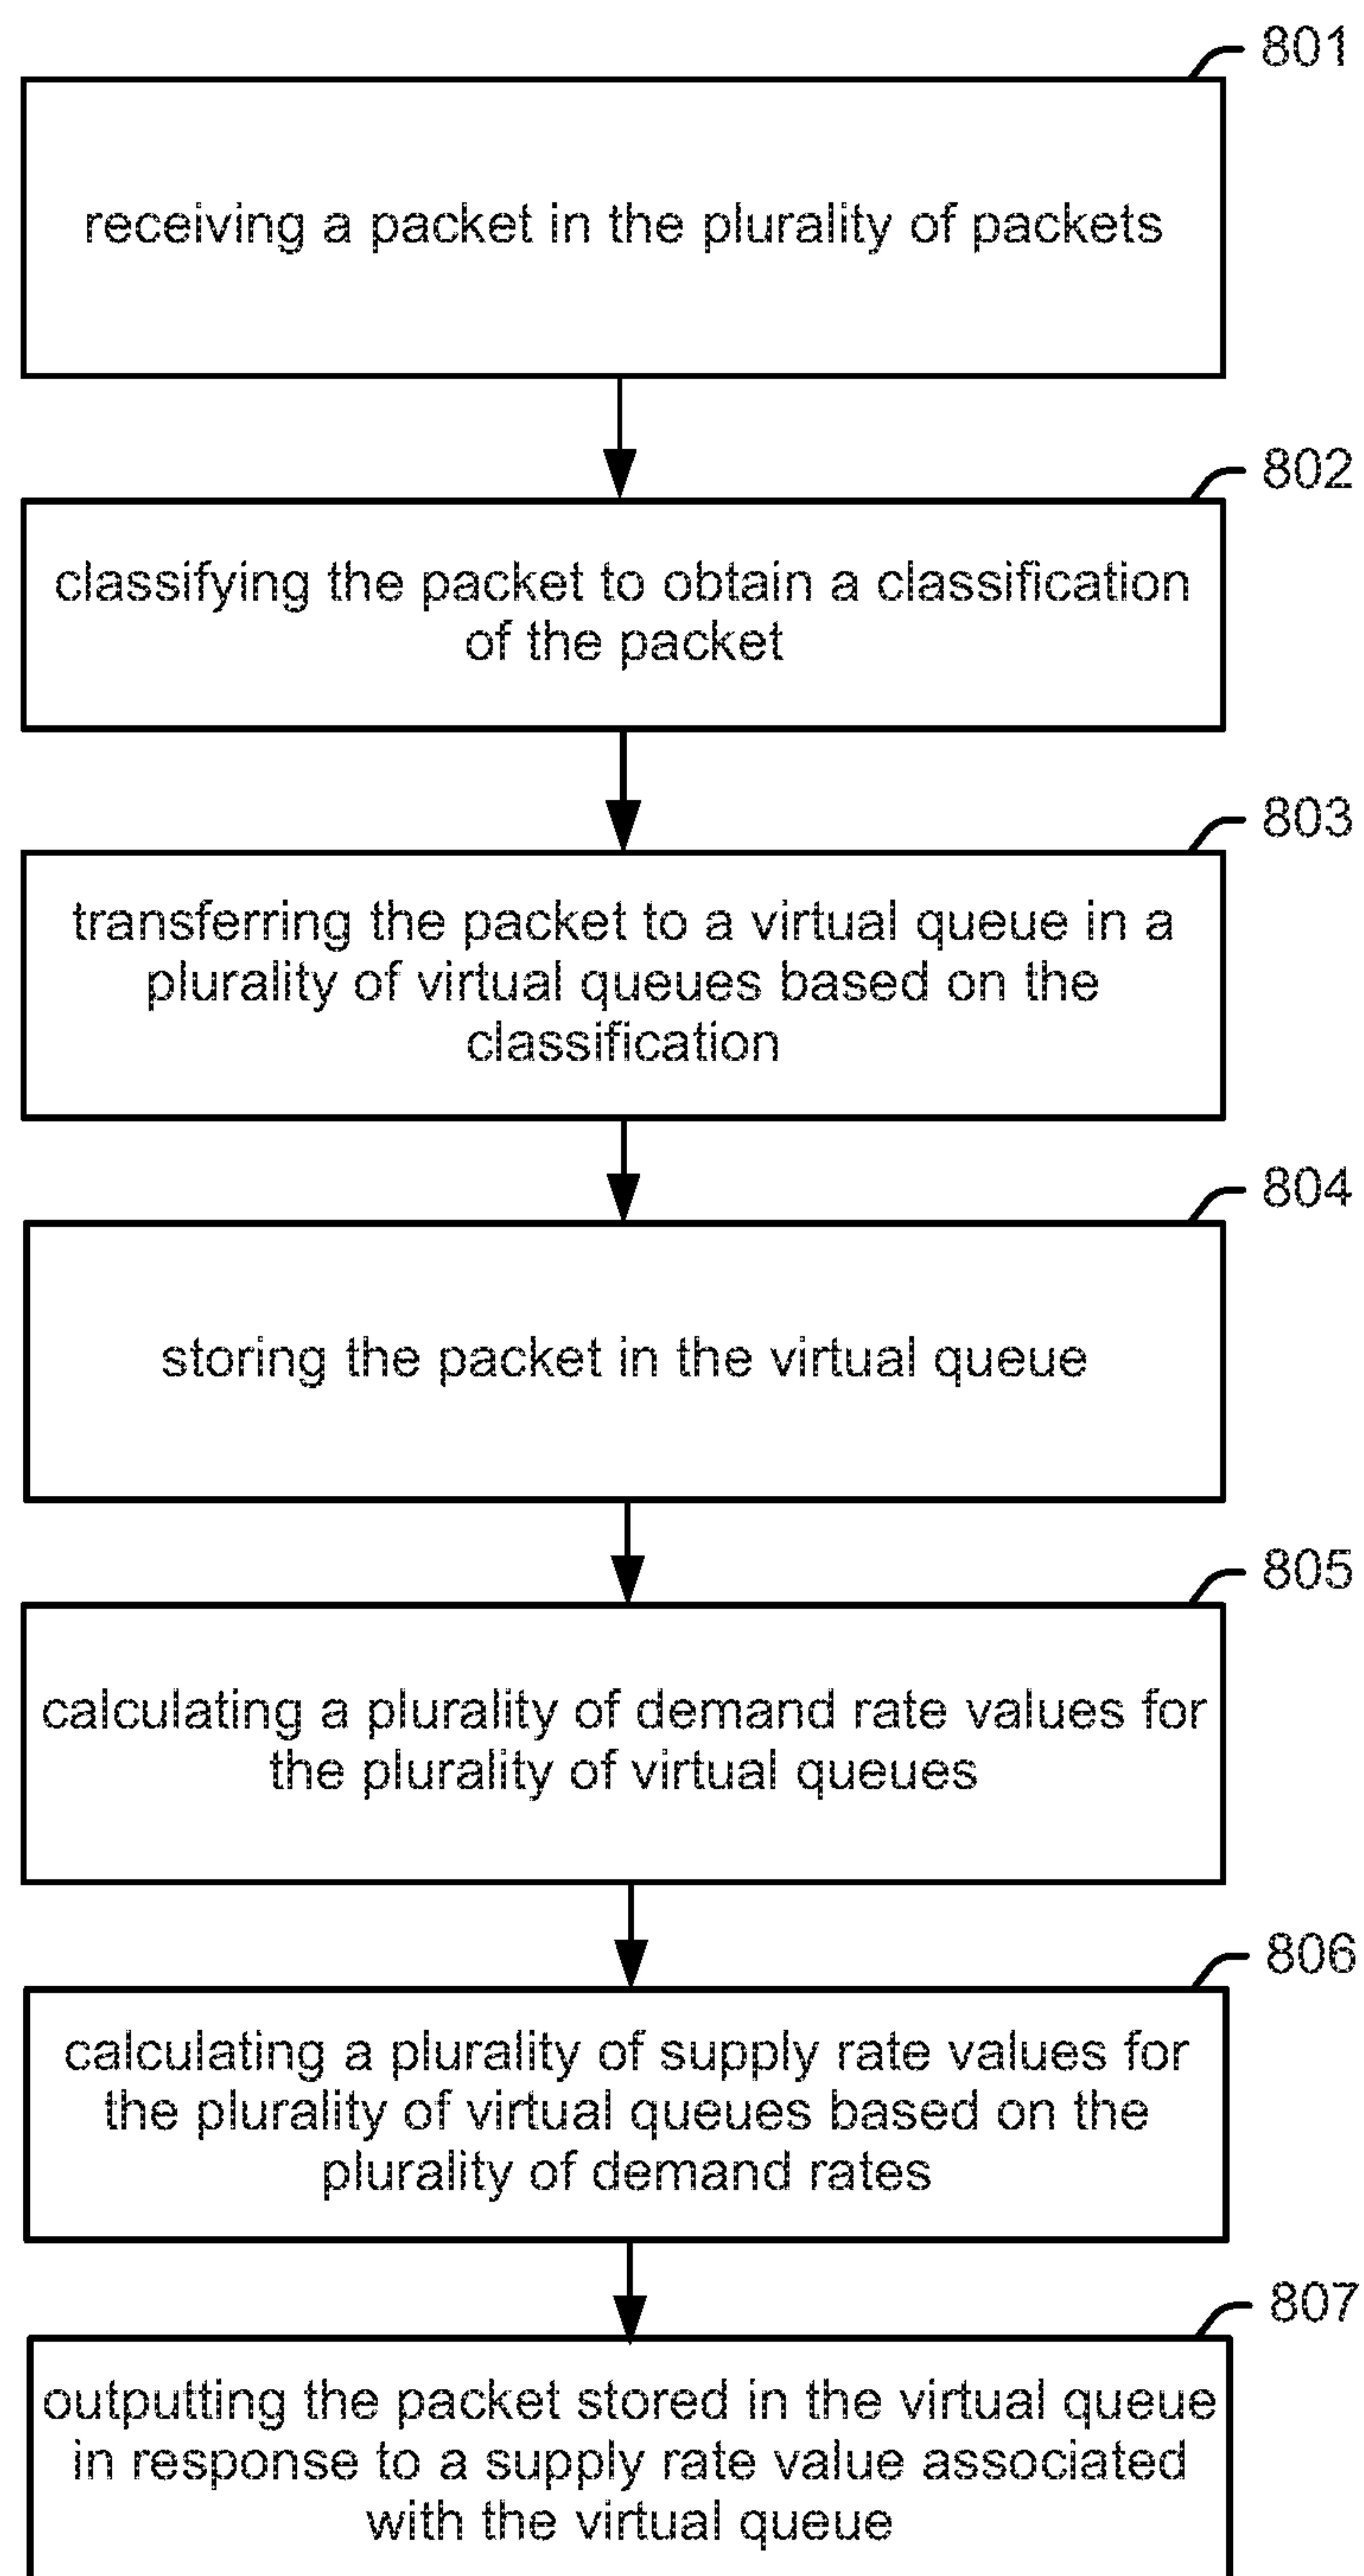 801
receiving a packet in the plurality of packets
802
classifying the packet to obtain a classification
of the packet
803
transferring the packet to a virtual queue in a
plurality of virtual queues based on the
classification
804
storing the packet in the virtual queue
805
calculating a plurality of demand rate values for
the plurality of virtual queues
806
calculating a plurality of supply rate values for
the plurality of virtual queues based on the
plurality of demand rates
807
outputting the packet stored in the virtual queue
in response to a supply rate value associated
with the virtual queue